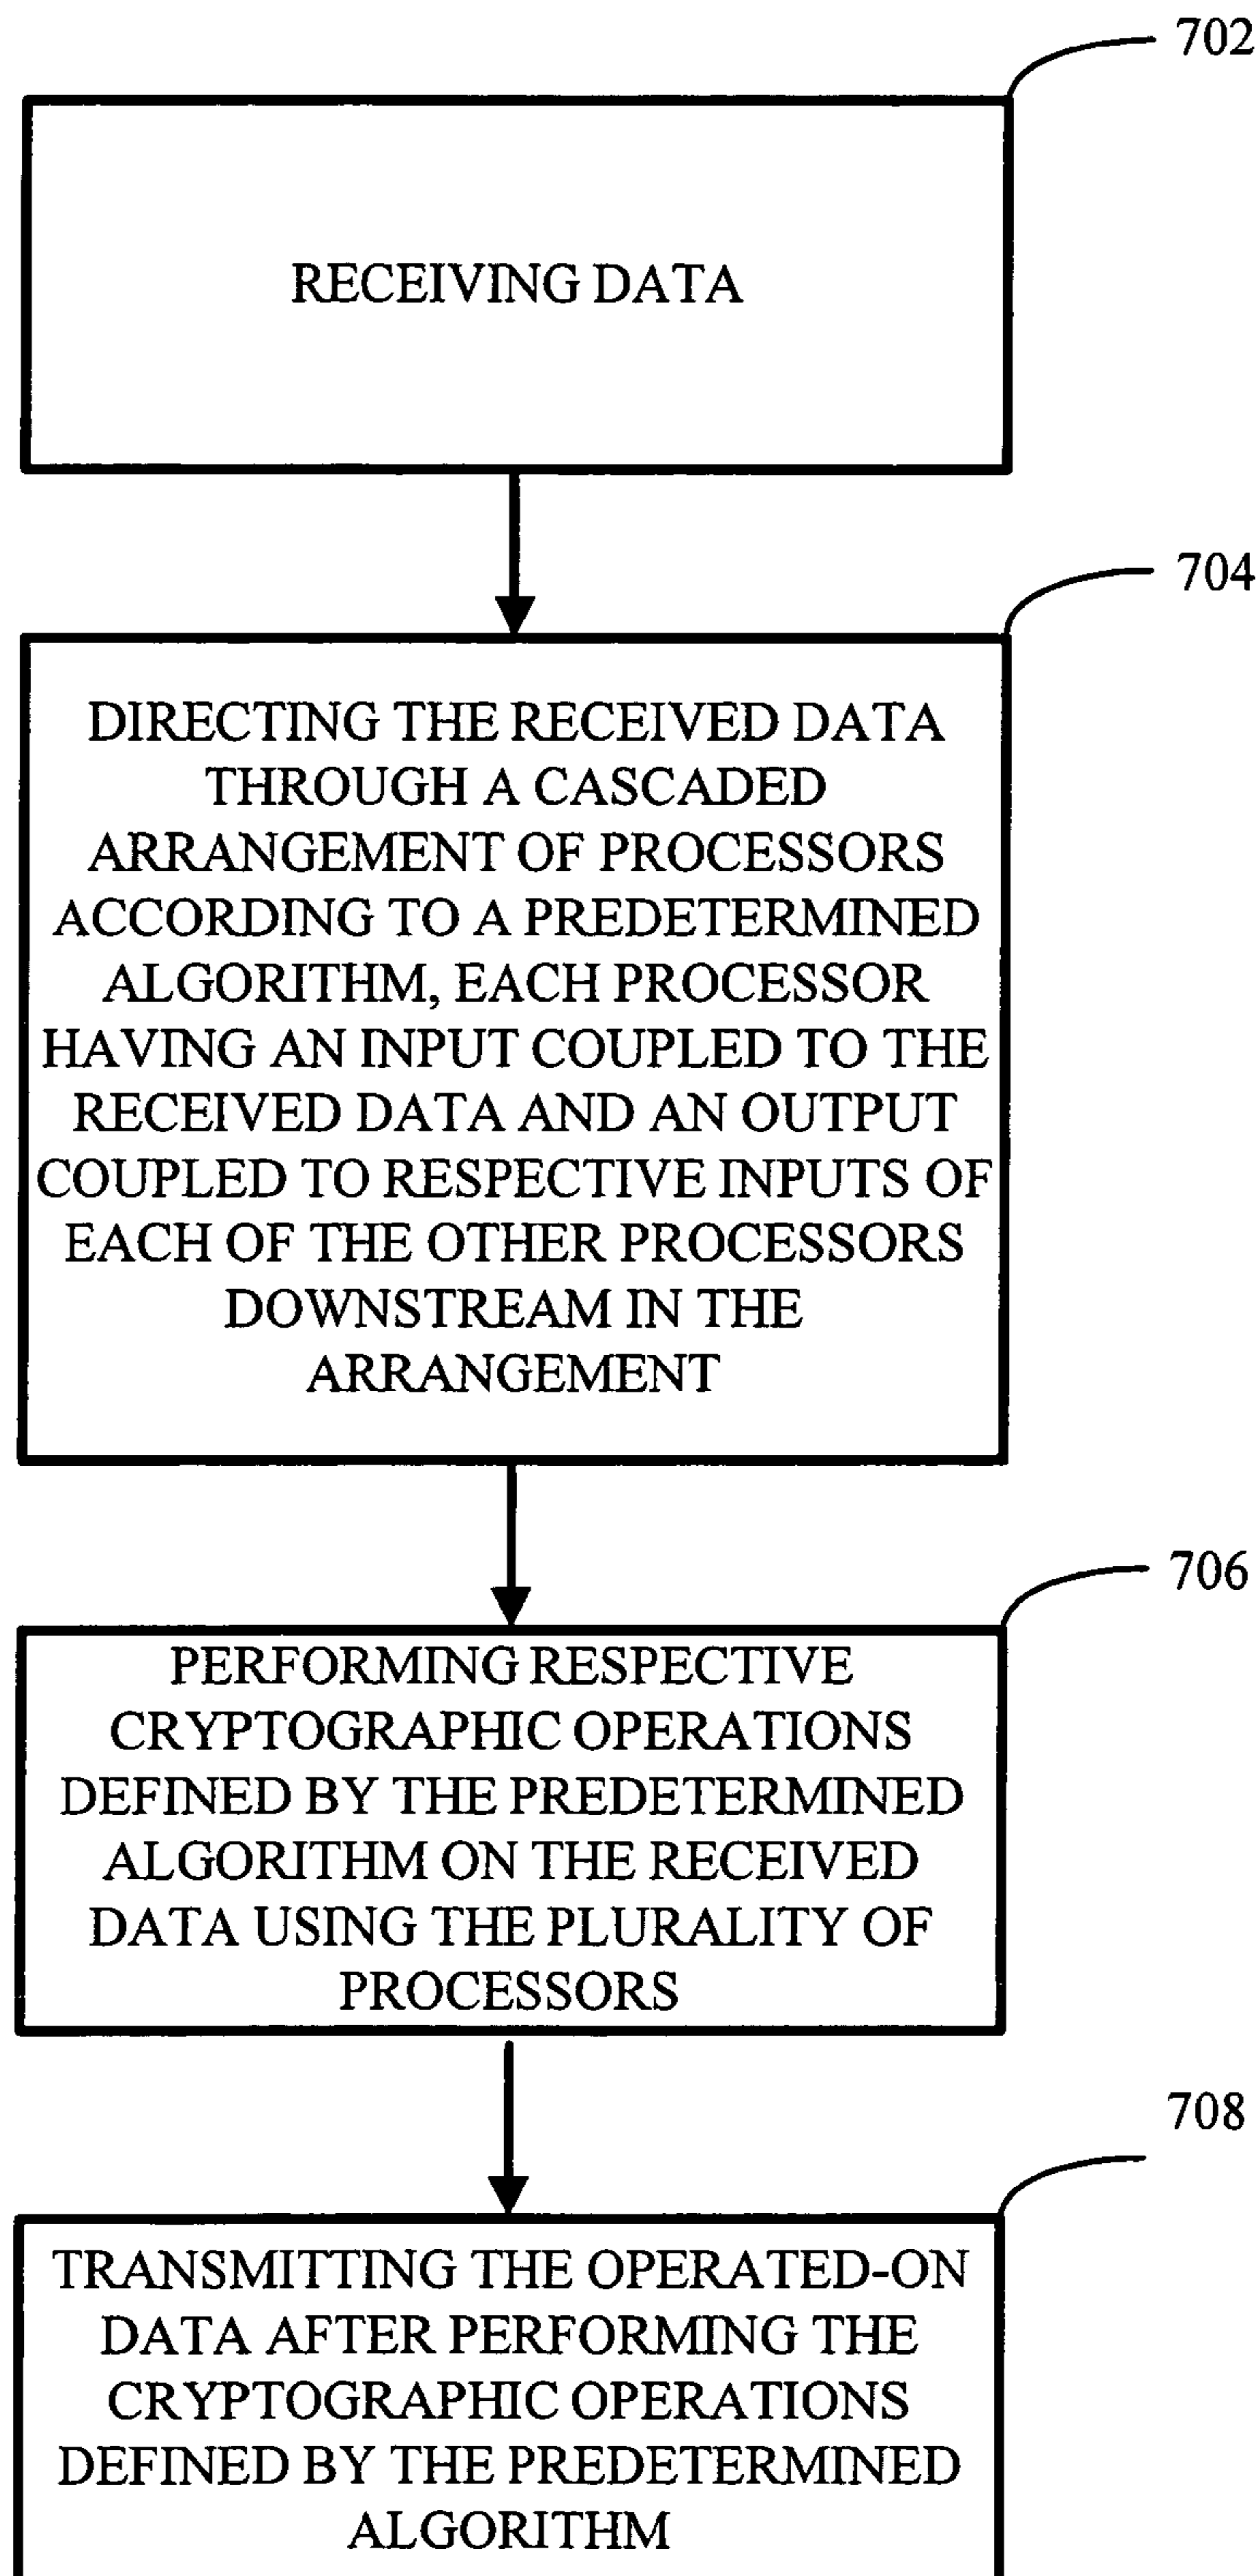 702
RECEIVING DATA
704
DIRECTING THE RECEIVED DATA
THROUGH A CASCADED
ARRANGEMENT OF PROCESSORS
ACCORDING TO A PREDETERMINED
ALGORITHM, EACH PROCESSOR
HAVING AN INPUT COUPLED TO THE
RECEIVED DATA AND AN OUTPUT
COUPLED TO RESPECTIVE INPUTS OF
EACH OF THE OTHER PROCESSORS
DOWNSTREAM IN THE
ARRANGEMENT
706
PERFORMING RESPECTIVE
CRYPTOGRAPHIC OPERATIONS
DEFINED BY THE PREDETERMINED
ALGORITHM ON THE RECEIVED
DATA USING THE PLURALITY OF
PROCESSORS
708
TRANSMITTING THE OPERATED-ON
DATA AFTER PERFORMING THE
CRYPTOGRAPHIC OPERATIONS
DEFINED BY THE PREDETERMINED
ALGORITHM